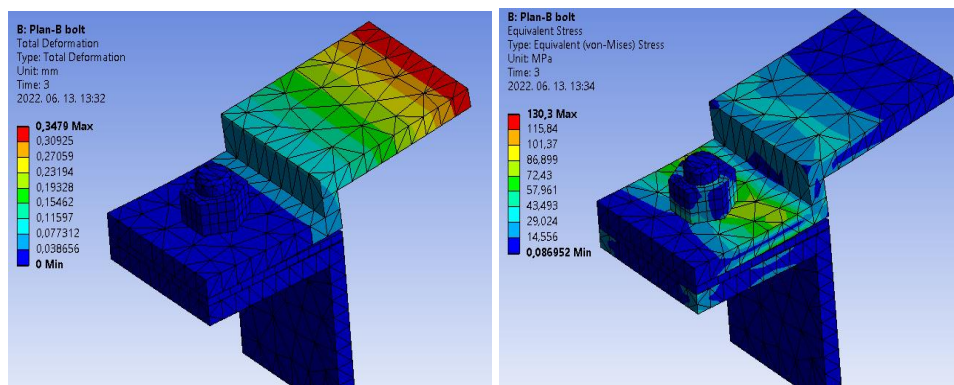 B: Plan-B bolt
Total Deformation
Type: Total Deformation
Unit: mm
Time: 3
2022. 06. 13. 13:32
0,3479 Max
0,30925
0,27059
0,23194
0,19328
0,15462
0,11597
0,077312
0,038656
0 Min
B: Plan-B bolt
Equivalent Stress
Type: Equivalent (von-Mises) Stress
Unit: MPa
Time: 3
2022. 06. 13. 13:34
130,3 Max
115,84
101,37
86,899
72,43
57,961
43,493
29,024
14,556
0,086952 Min